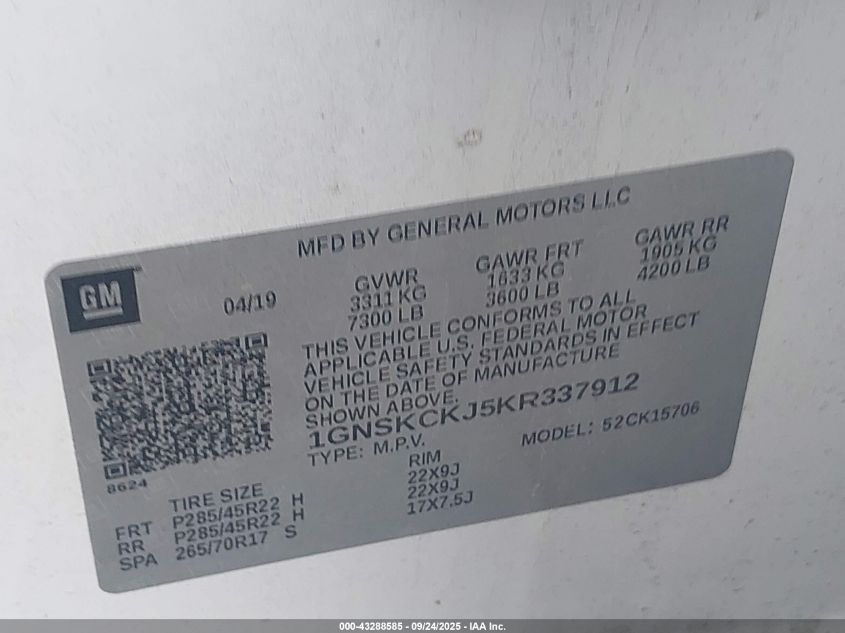 MFD BY GENERAL MOTORS LLC
GM
04/19
GVWR
3311 KG
7300 LB
GAWR FRT
1633 KG
3600 LB
GAWR RR
1905 KG
4200 LB
THIS VEHICLE CONFORMS TO ALL
APPLICABLE U.S. FEDERAL MOTOR
VEHICLE SAFETY STANDARDS IN EFFECT
ON THE DATE OF MANUFACTURE
SHOWN ABOVE.
1GNSKCKJ5KR337912
TYPE: M.P.V.
MODEL: 52CK15706
8624
TIRE SIZE RIM
FRT P285/45R22 H 22X9J
RR P285/45R22 H 22X9J
SPA 265/70R17 S 17X7.5J
000-43288585 - 09/24/2025 - IAA Inc.